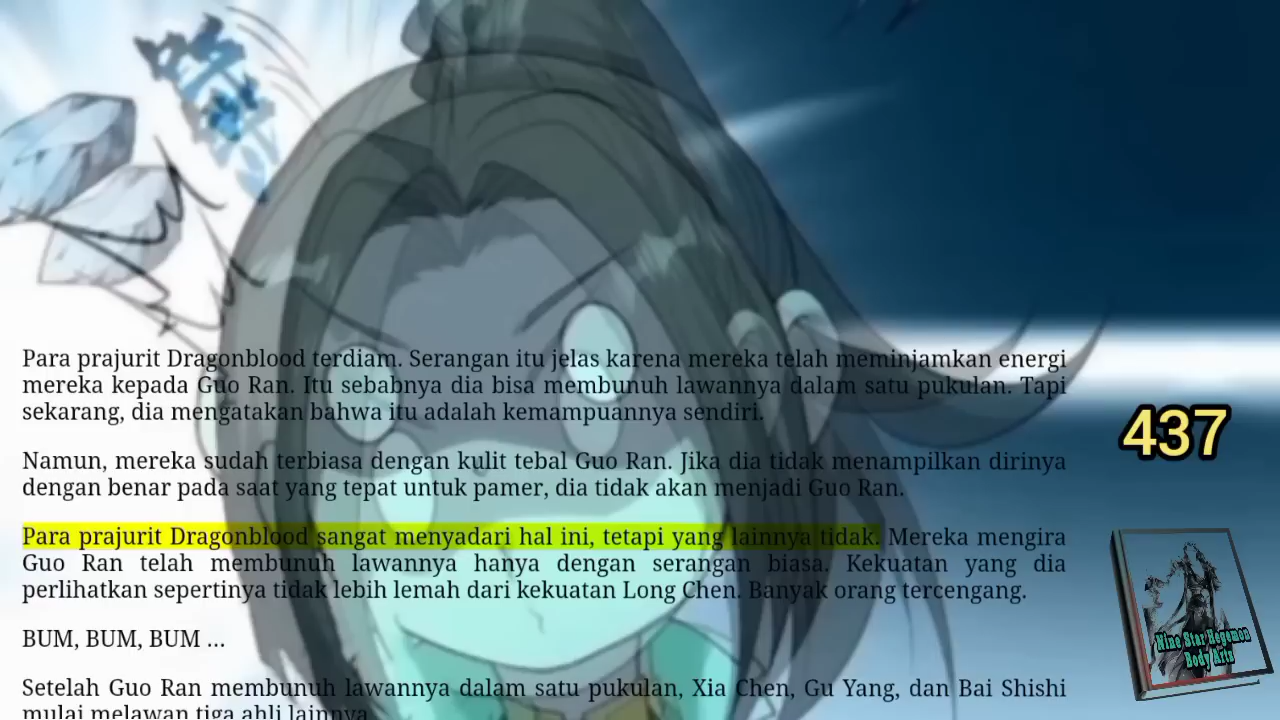 Para prajurit Dragonblood terdiam. Serangan itu jelas karena mereka telah meminjamkan energi
mereka kepada Guo Ran. Itu sebabnya dia bisa membunuh lawannya dalam satu pukulan. Tapi
sekarang, dia mengatakan bahwa itu adalah kemampuannya sendiri.
Namun, mereka sudah terbiasa dengan kulit tebal Guo Ran. Jika dia tidak menampilkan dirinya
dengan benar pada saat yang tepat untuk pamer, dia tidak akan menjadi Guo Ran.
Para prajurit Dragonblood sangat menyadari hal ini, tetapi yang lainnya tidak. Mereka mengira
Guo Ran telah membunuh lawannya hanya dengan serangan biasa. Kekuatan yang dia
perlihatkan sepertinya tidak lebih lemah dari kekuatan Long Chen. Banyak orang tercengang.
BUM, BUM, BUM ...
Setelah Guo Ran membunuh lawannya dalam satu pukulan, Xia Chen, Gu Yang, dan Bai Shishi
mulai melawan tiga ahli lainnya.
437
Nine Star Hegemon
Body Arts